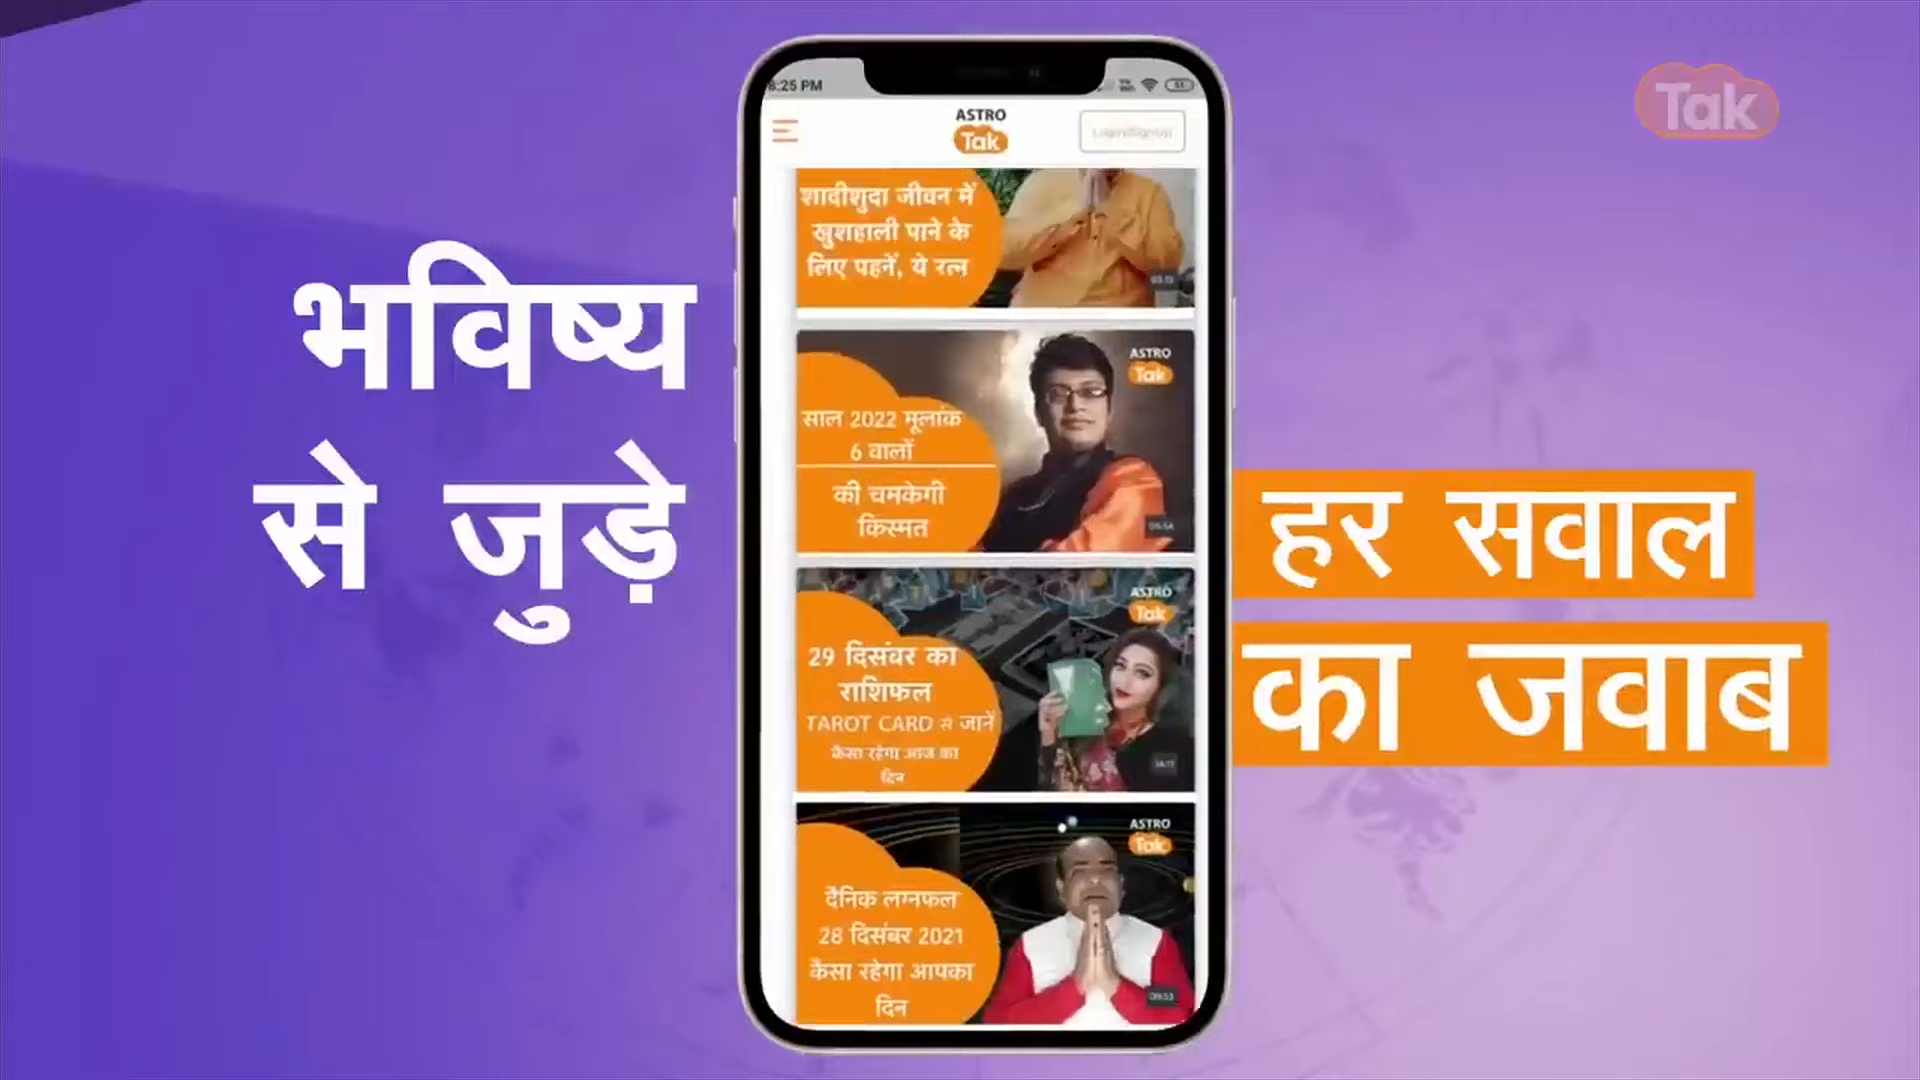 भविष्य
से जुड़े
8:25 PM
ASTRO
Tak
शादीशुदा जीवन में
खुशहाली पाने के
लिए पहनें, ये रत्न
ASTRO
Tak
साल 2022 मूलांक
6 वालों
की चमकेगी
किस्मत
ASTRO
Tak
29 दिसंबर का
राशिफल
TAROT CARD से जानें
कैसा रहेगा आज का
दिन
ASTRO
Tak
दैनिक लग्नफल
28 दिसंबर 2021
कैसा रहेगा आपका
दिन
Tak
हर सवाल
का जवाब